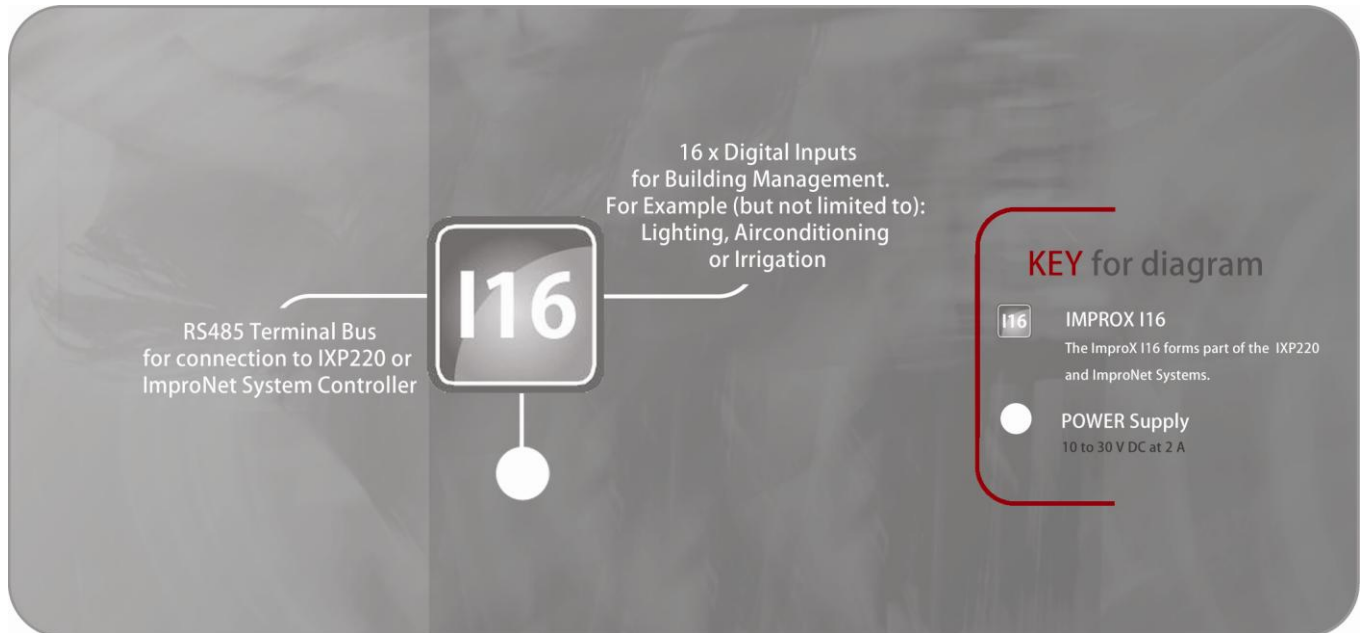 16 x Digital Inputs
for Building Management.
For Example (but not limited to):
Lighting, Airconditioning
or Irrigation
I16
RS485 Terminal Bus
for connection to IXP220 or
ImproNet System Controller
KEY for diagram
I16
IMPROX I16
The ImproX I16 forms part of the IXP220
and ImproNet Systems.
POWER Supply
10 to 30 V DC at 2 A